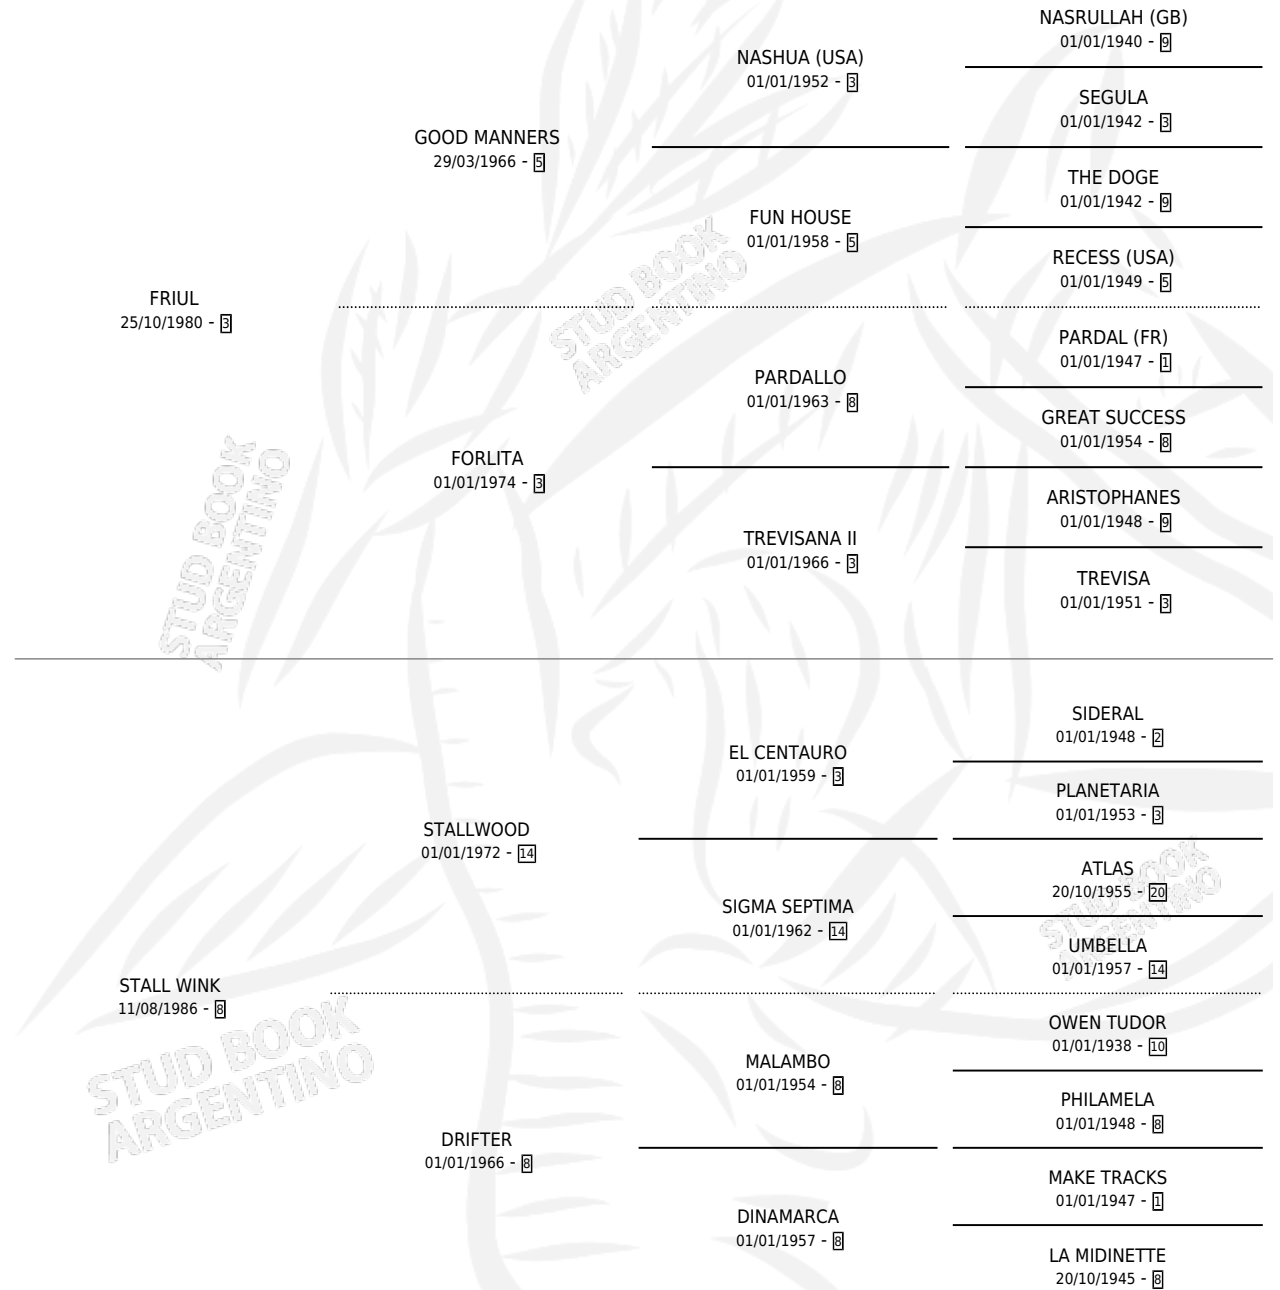 NASRULLAH (GB)
01/01/1940 - 9
NASHUA (USA)
01/01/1952 - 3
SEGULA
01/01/1942 - 3
GOOD MANNERS
29/03/1966 - 5
THE DOGE
01/01/1942 - 9
FUN HOUSE
01/01/1958 - 5
RECESS (USA)
01/01/1949 - 5
FRIUL
25/10/1980 - 3
PARDAL (FR)
01/01/1947 - 1
PARDALLO
01/01/1963 - 8
GREAT SUCCESS
01/01/1954 - 8
FORLITA
01/01/1974 - 3
ARISTOPHANES
01/01/1948 - 9
TREVISANA II
01/01/1966 - 3
TREVISA
01/01/1951 - 3
STUD BOOK
ARGENTINO
STUD BOOK
ARGENTINO
SIDERAL
01/01/1948 - 2
EL CENTAURO
01/01/1959 - 3
PLANETARIA
01/01/1953 - 3
STALLWOOD
01/01/1972 - 14
ATLAS
20/10/1955 - 20
SIGMA SEPTIMA
01/01/1962 - 14
UMBELLA
01/01/1957 - 14
STALL WINK
11/08/1986 - 8
OWEN TUDOR
01/01/1938 - 10
MALAMBO
01/01/1954 - 8
PHILAMELA
01/01/1948 - 8
DRIFTER
01/01/1966 - 8
MAKE TRACKS
01/01/1947 - 1
DINAMARCA
01/01/1957 - 8
LA MIDINETTE
20/10/1945 - 8
STUD BOOK
ARGENTINO
STUD BOOK
ARGENTINO